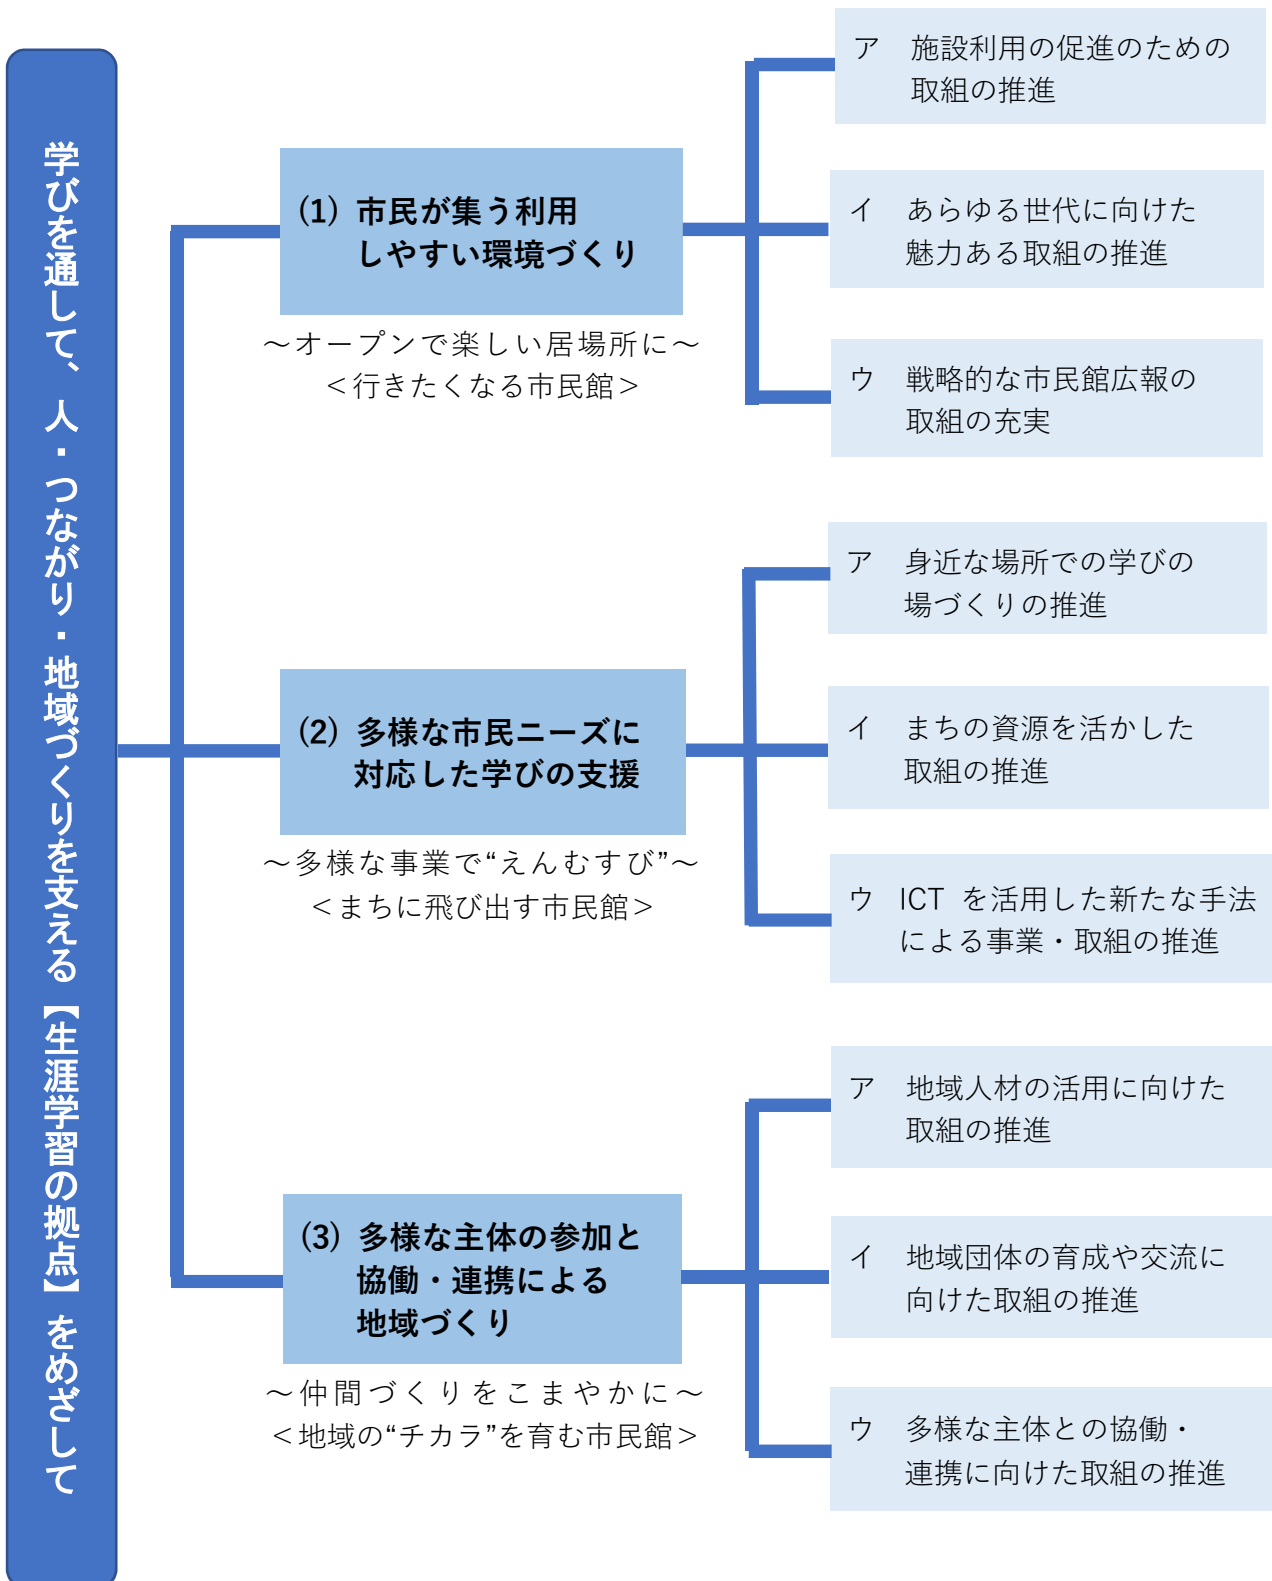 学びを通して、人・つながり・地域づくりを支える【生涯学習の拠点】をめざして
(1) 市民が集う利用
しやすい環境づくり
～オープンで楽しい居場所に～
＜行きたくなる市民館＞
ア 施設利用の促進のための
取組の推進
イ あらゆる世代に向けた
魅力ある取組の推進
ウ 戦略的な市民館広報の
取組の充実
(2) 多様な市民ニーズに
対応した学びの支援
～多様な事業で“えんむすび”～
＜まちに飛び出す市民館＞
ア 身近な場所での学びの
場づくりの推進
イ まちの資源を活かした
取組の推進
ウ ICT を活用した新たな手法
による事業・取組の推進
(3) 多様な主体の参加と
協働・連携による
地域づくり
～仲間づくりをこまやかに～
＜地域の“チカラ”を育む市民館＞
ア 地域人材の活用に向けた
取組の推進
イ 地域団体の育成や交流に
向けた取組の推進
ウ 多様な主体との協働・
連携に向けた取組の推進